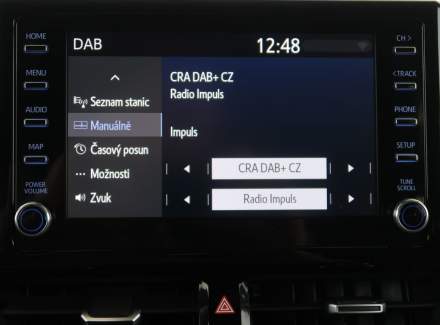 HOME
MENU
AUDIO
MAP
POWER
VOLUME
DAB
12:48
Seznam stanic
Manuálně
Časový posun
Možnosti
Zvuk
CRA DAB+ CZ
Radio Impuls
Impuls
CRA DAB+ CZ
Radio Impuls
CH >
< TRACK
PHONE
SETUP
TUNE
SCROLL